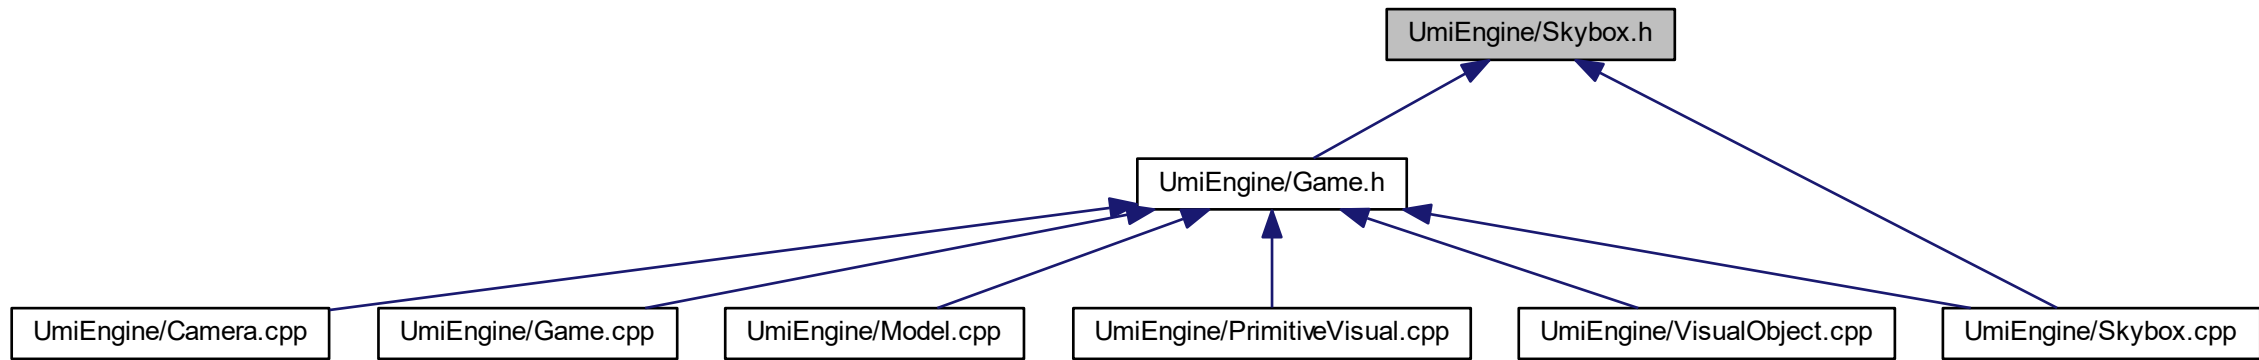 UmiEngine/Skybox.h
UmiEngine/Game.h
UmiEngine/Camera.cpp
UmiEngine/Game.cpp
UmiEngine/Model.cpp
UmiEngine/PrimitiveVisual.cpp
UmiEngine/VisualObject.cpp
UmiEngine/Skybox.cpp